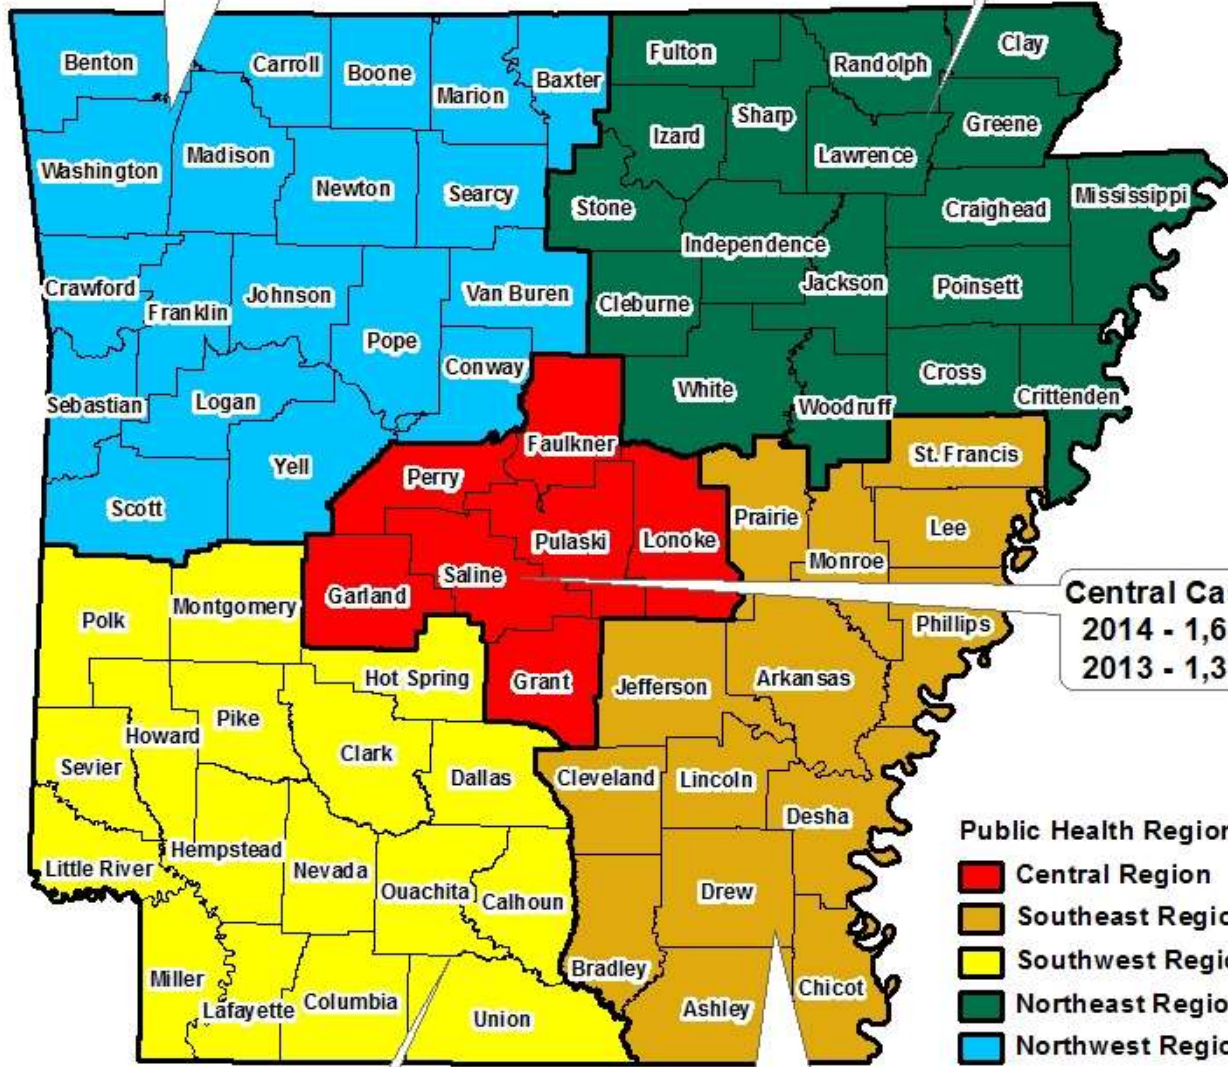 Benton
Carroll
Boone
Marion
Baxter
Fulton
Randolph
Clay
Washington
Madison
Newton
Searcy
Izard
Sharp
Lawrence
Greene
Stone
Independence
Craighead
Mississippi
Crawford
Franklin
Johnson
Pope
Van Buren
Cleburne
Jackson
Poinsett
Sebastian
Logan
Conway
White
Woodruff
Cross
Crittenden
Scott
Yell
Perry
Faulkner
St. Francis
Garland
Saline
Pulaski
Lonoke
Prairie
Monroe
Lee
Polk
Montgomery
Hot Spring
Grant
Jefferson
Arkansas
Phillips
Central Ca
2014 - 1,6
2013 - 1,3
Sevier
Howard
Pike
Clark
Dallas
Cleveland
Lincoln
Desha
Little River
Hempstead
Nevada
Ouachita
Calhoun
Bradley
Drew
Miller
Lafayette
Columbia
Union
Ashley
Chicot
Public Health Region
Central Region
Southeast Regio
Southwest Regio
Northeast Regio
Northwest Regio